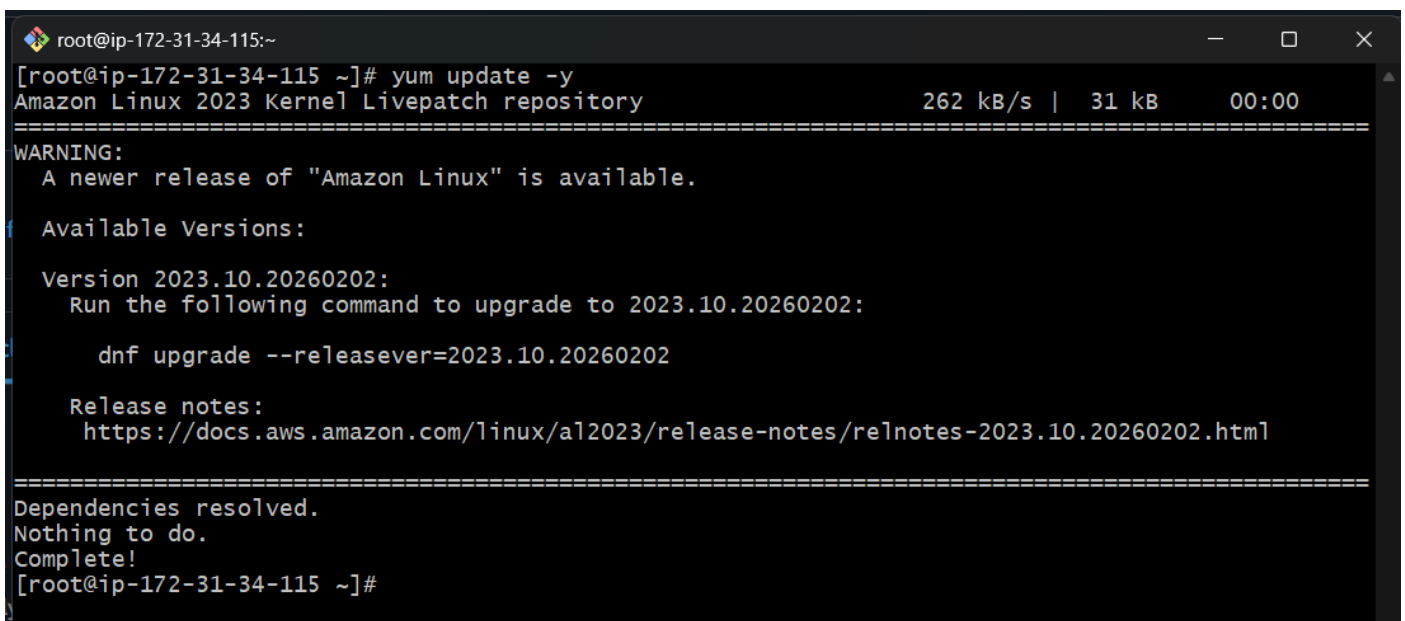 root@ip-172-31-34-115:~
[root@ip-172-31-34-115 ~]# yum update -y
Amazon Linux 2023 Kernel Livepatch repository 262 kB/s | 31 kB 00:00
================================================================================================
WARNING:
A newer release of "Amazon Linux" is available.
Available Versions:
Version 2023.10.20260202:
Run the following command to upgrade to 2023.10.20260202:
dnf upgrade --releasever=2023.10.20260202
Release notes:
https://docs.aws.amazon.com/linux/al2023/release-notes/relnotes-2023.10.20260202.html
================================================================================================
Dependencies resolved.
Nothing to do.
Complete!
[root@ip-172-31-34-115 ~]#